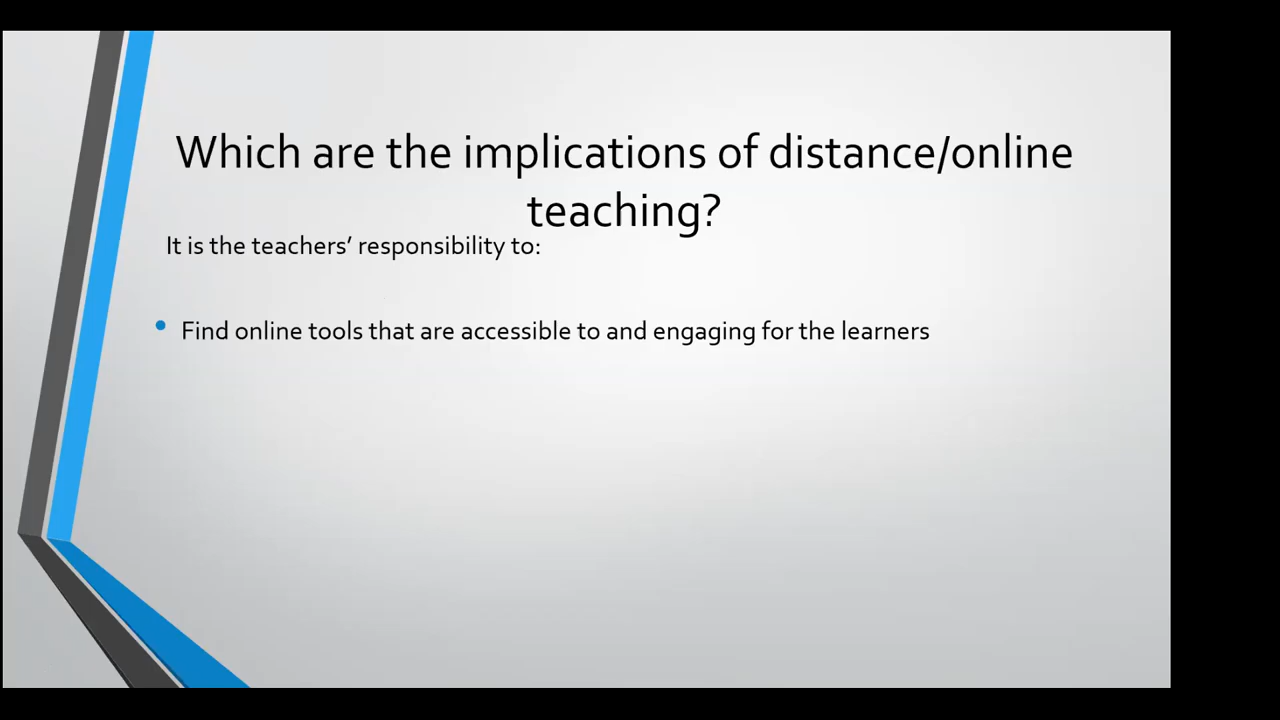 Which are the implications of distance/online
teaching?
It is the teachers’ responsibility to:
• Find online tools that are accessible to and engaging for the learners